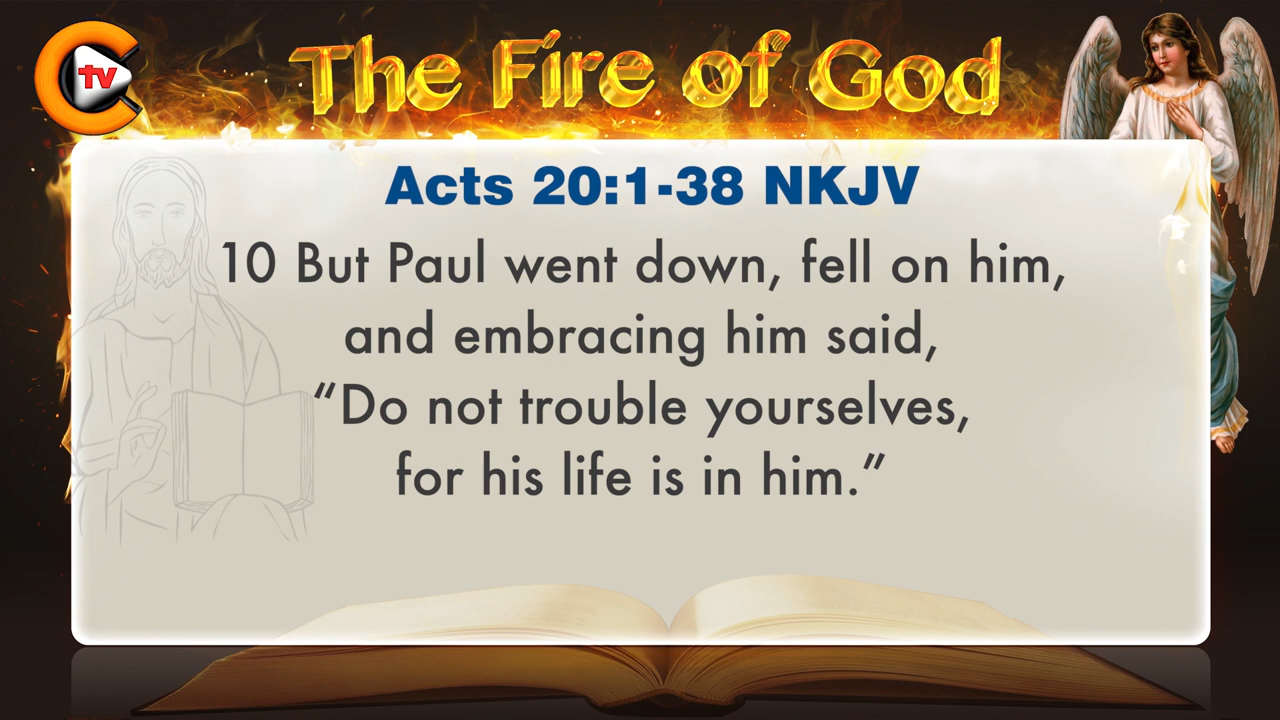 tv
The Fire of God
Acts 20:1-38 NKJV
10 But Paul went down, fell on him,
and embracing him said,
“Do not trouble yourselves,
for his life is in him.”